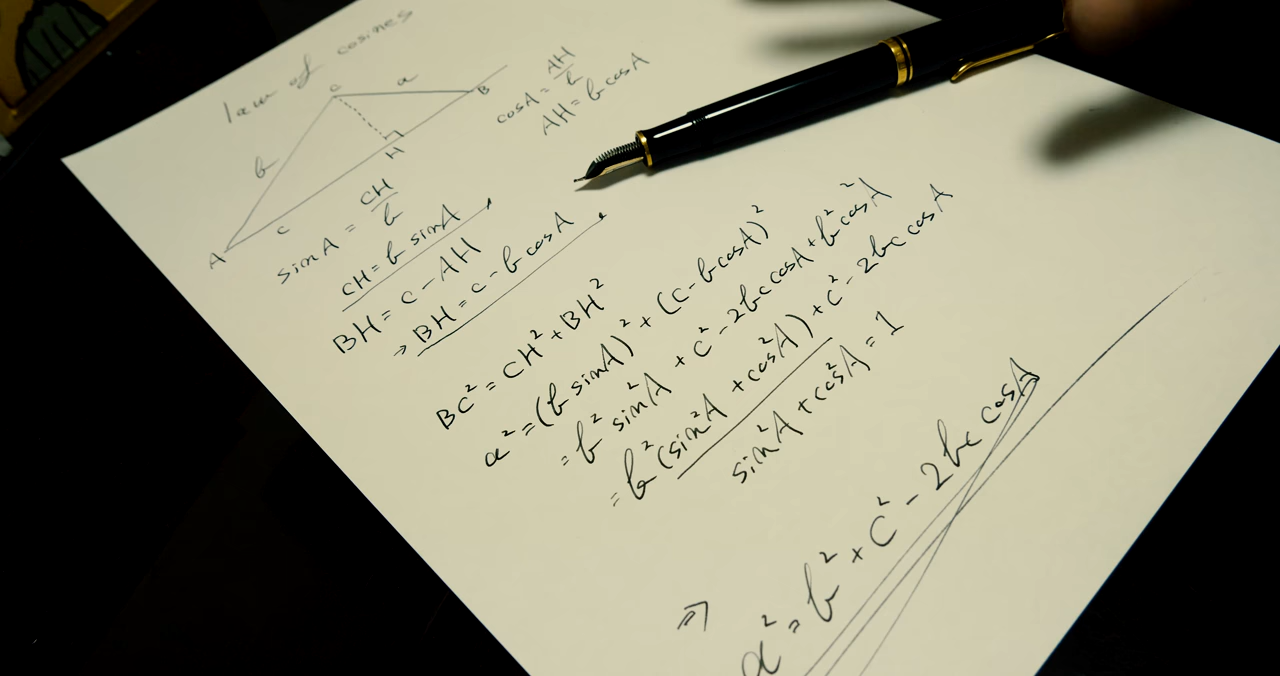 law of cosines
C a B
b H
A c
cosA = AH/b
AH = b cosA
sinA = CH/b
CH = b sinA
BH = c - AH
→ BH = c - b cosA
BC² = CH² + BH²
a² = (b sinA)² + (c - b cosA)²
= b² sin²A + c² - 2bc cosA + b² cos²A
= b² (sin²A + cos²A) + c² - 2bc cosA
sin²A + cos²A = 1
⇒ a² = b² + c² - 2bc cosA